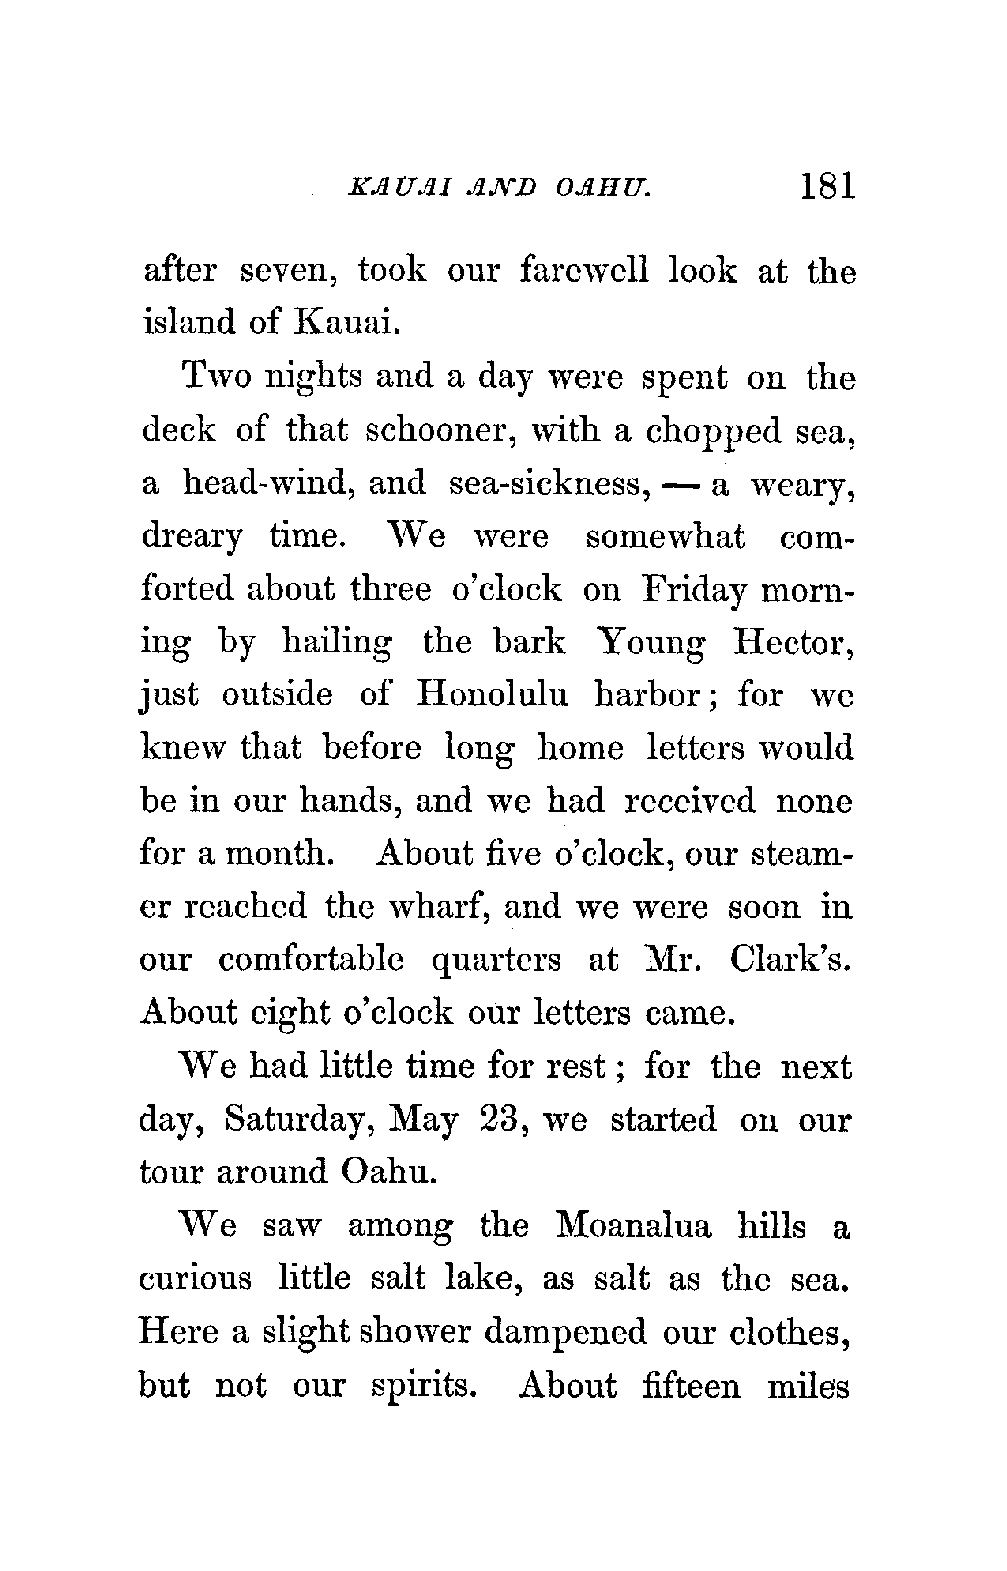 KAUAI AND OAHU. 181
after seven, took our farewell look at the
island of Kauai.
Two nights and a day were spent on the
deck of that schooner, with a chopped sea,
a head-wind, and sea-sickness, — a weary,
dreary time. We were somewhat com-
forted about three o'clock on Friday morn-
ing by hailing the bark Young Hector,
just outside of Honolulu harbor; for we
knew that before long home letters would
be in our hands, and we had received none
for a month. About five o'clock, our steam-
er reached the wharf, and we were soon in
our comfortable quarters at Mr. Clark's.
About eight o'clock our letters came.
We had little time for rest; for the next
day, Saturday, May 23, we started on our
tour around Oahu.
We saw among the Moanalua hills a
curious little salt lake, as salt as the sea.
Here a slight shower dampened our clothes,
but not our spirits. About fifteen miles